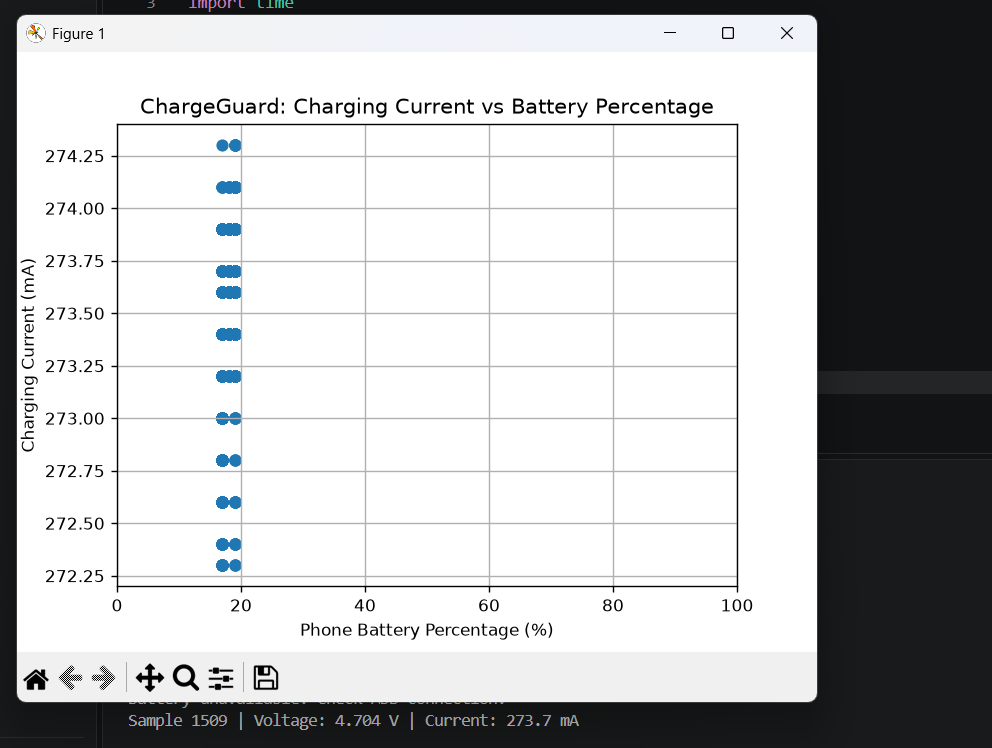 3 import time
Figure 1
ChargeGuard: Charging Current vs Battery Percentage
274.25
274.00
273.75
273.50
273.25
273.00
272.75
272.50
272.25
Charging Current (mA)
0 20 40 60 80 100
Phone Battery Percentage (%)
Sample 1509 | Voltage: 4.704 V | Current: 273.7 mA